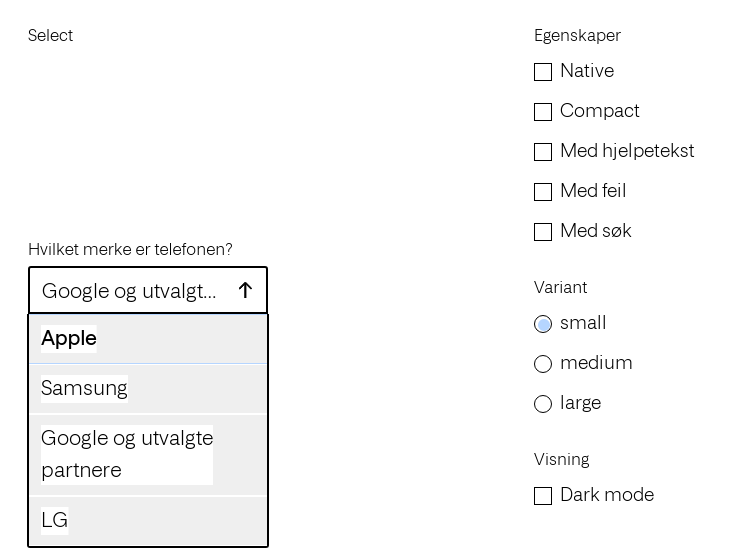 Select
Hvilket merke er telefonen?
Google og utvalgt...
Apple
Samsung
Google og utvalgte
partnere
LG
Egenskaper
Native
Compact
Med hjelpetekst
Med feil
Med søk
Variant
small
medium
large
Visning
Dark mode